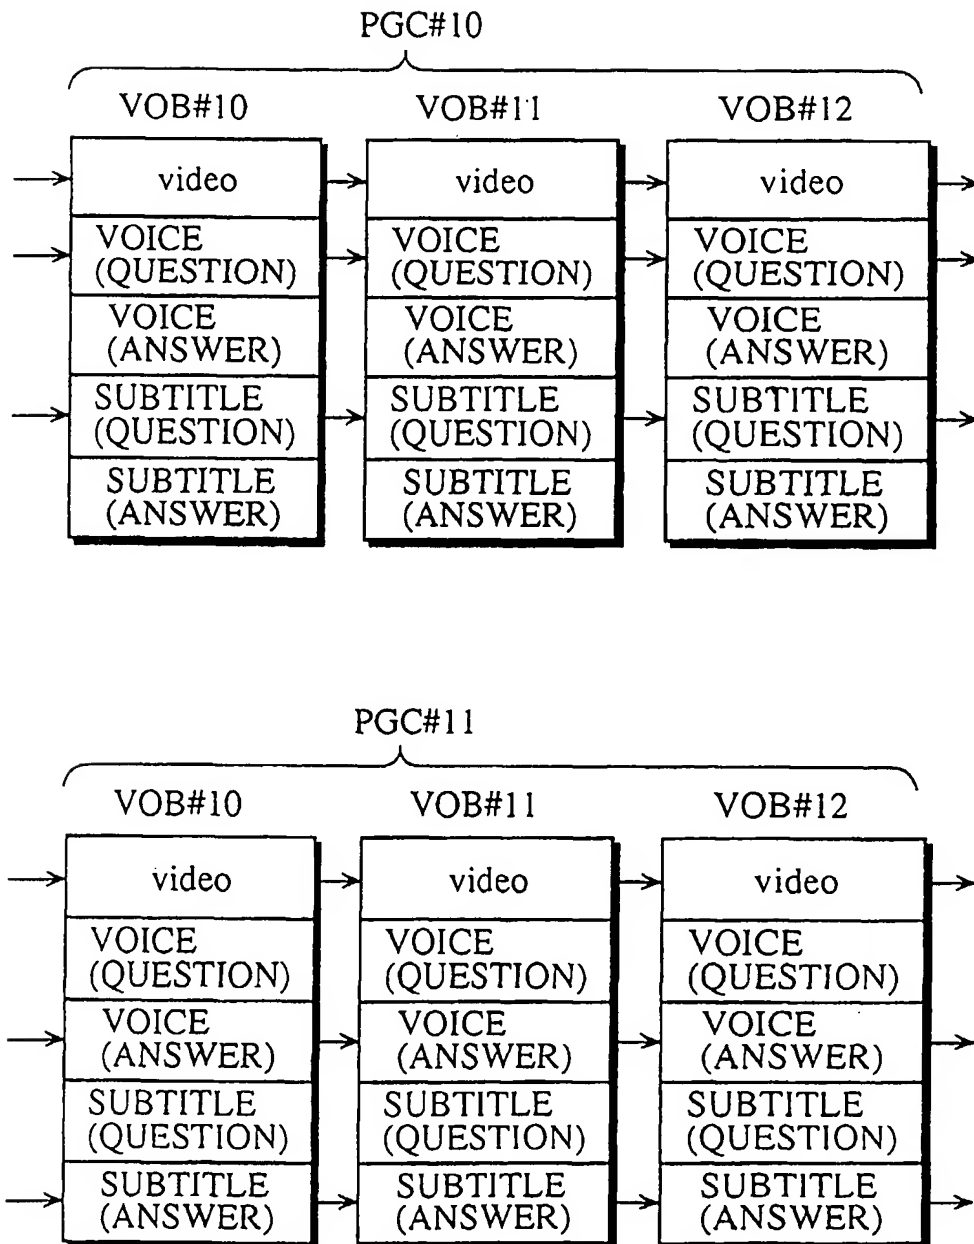 PGC#10
VOB#10 VOB#11 VOB#12
video video video
VOICE VOICE VOICE
(QUESTION) (QUESTION) (QUESTION)
VOICE VOICE VOICE
(ANSWER) (ANSWER) (ANSWER)
SUBTITLE SUBTITLE SUBTITLE
(QUESTION) (QUESTION) (QUESTION)
SUBTITLE SUBTITLE SUBTITLE
(ANSWER) (ANSWER) (ANSWER)
PGC#11
VOB#10 VOB#11 VOB#12
video video video
VOICE VOICE VOICE
(QUESTION) (QUESTION) (QUESTION)
VOICE VOICE VOICE
(ANSWER) (ANSWER) (ANSWER)
SUBTITLE SUBTITLE SUBTITLE
(QUESTION) (QUESTION) (QUESTION)
SUBTITLE SUBTITLE SUBTITLE
(ANSWER) (ANSWER) (ANSWER)